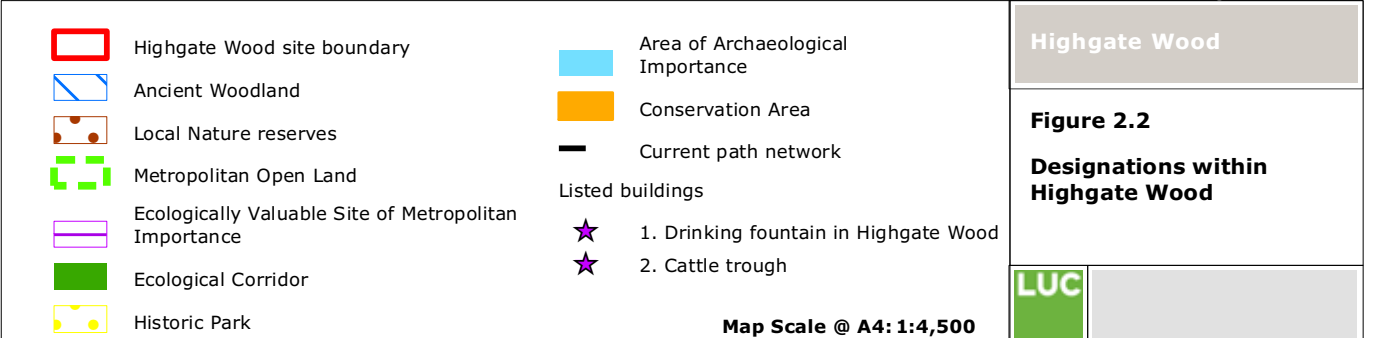 Highgate Wood site boundary
Ancient Woodland
Local Nature reserves
Metropolitan Open Land
Ecologically Valuable Site of Metropolitan
Importance
Ecological Corridor
Historic Park
Area of Archaeological
Importance
Conservation Area
Current path network
Listed buildings
1. Drinking fountain in Highgate Wood
2. Cattle trough
Map Scale @ A4: 1:4,500
Highgate Wood
Figure 2.2
Designations within
Highgate Wood
LUC